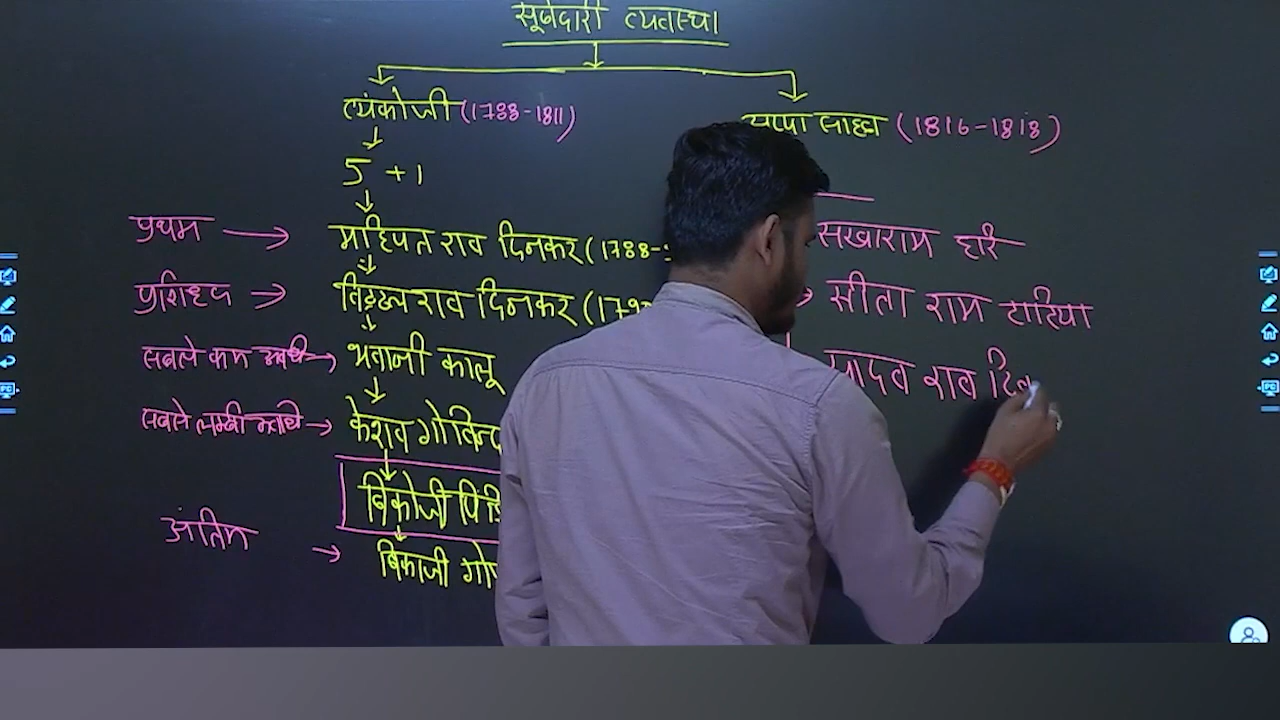 सूबेदारी व्यवस्था
व्यंकोजी (1788-1811)
साहब (1816-1818)
5 + 1
प्रथम → महिपत राव दिनकर (1788-
सखाराम हरि
प्रसिध्द → विठ्ठल राव दिनकर (179
सीता राम टांटिया
सबसे कम अवधि → भवानी कालू
यादव राव दि
सबसे लम्बी अवधि → केशव गोविन्द
बिकोजी पिंडि
अंतिम → बिकाजी गोप